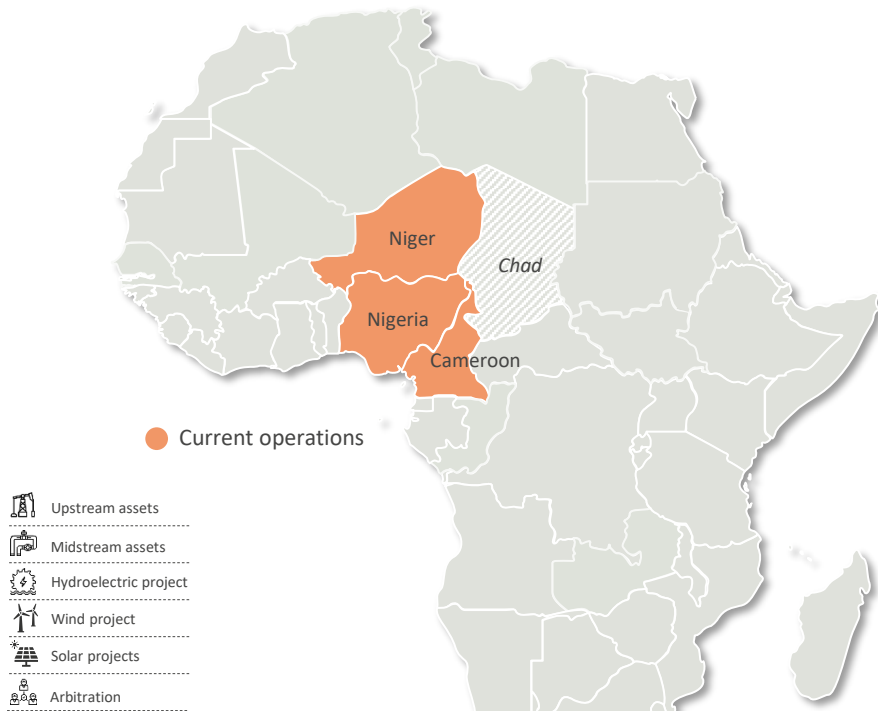 Niger
Chad
Nigeria
Cameroon
Current operations
Upstream assets
Midstream assets
Hydroelectric project
Wind project
Solar projects
Arbitration